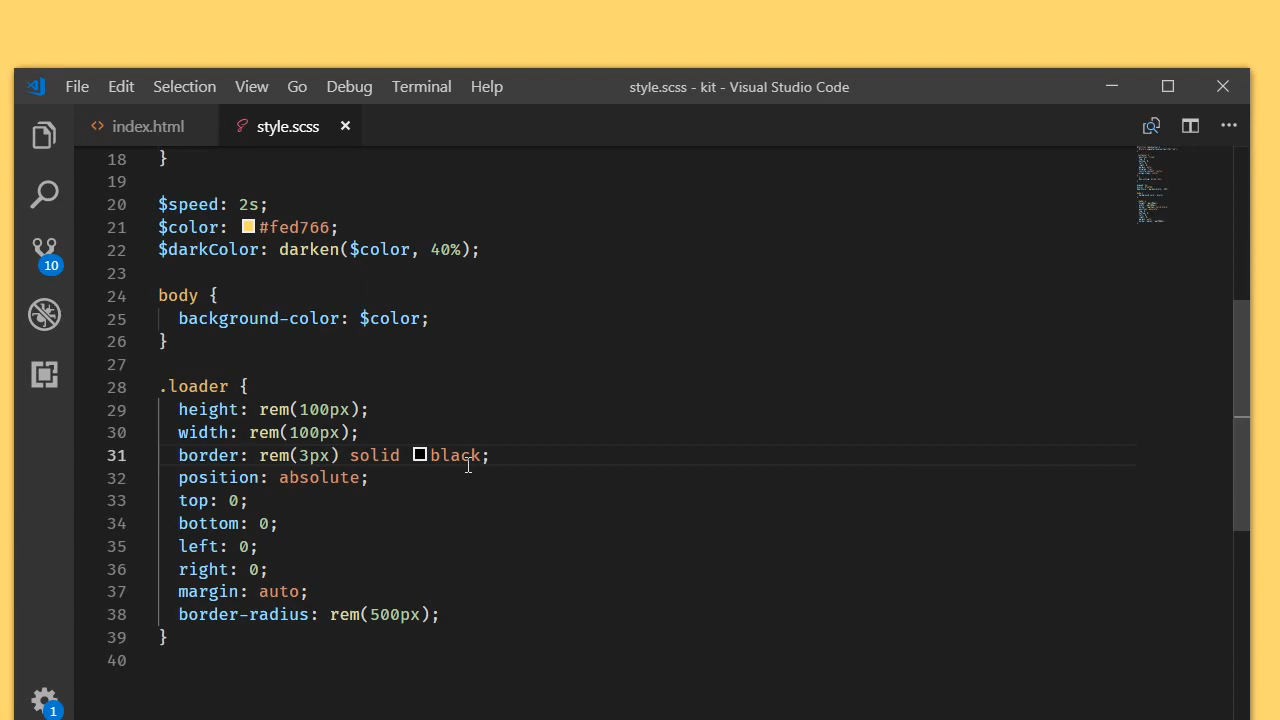 File Edit Selection View Go Debug Terminal Help style.scss - kit - Visual Studio Code
index.html style.scss
18 }
19
20 $speed: 2s;
21 $color: #fed766;
22 $darkColor: darken($color, 40%);
23
24 body {
25 background-color: $color;
26 }
27
28 .loader {
29 height: rem(100px);
30 width: rem(100px);
31 border: rem(3px) solid black;
32 position: absolute;
33 top: 0;
34 bottom: 0;
35 left: 0;
36 right: 0;
37 margin: auto;
38 border-radius: rem(500px);
39 }
40
10
1